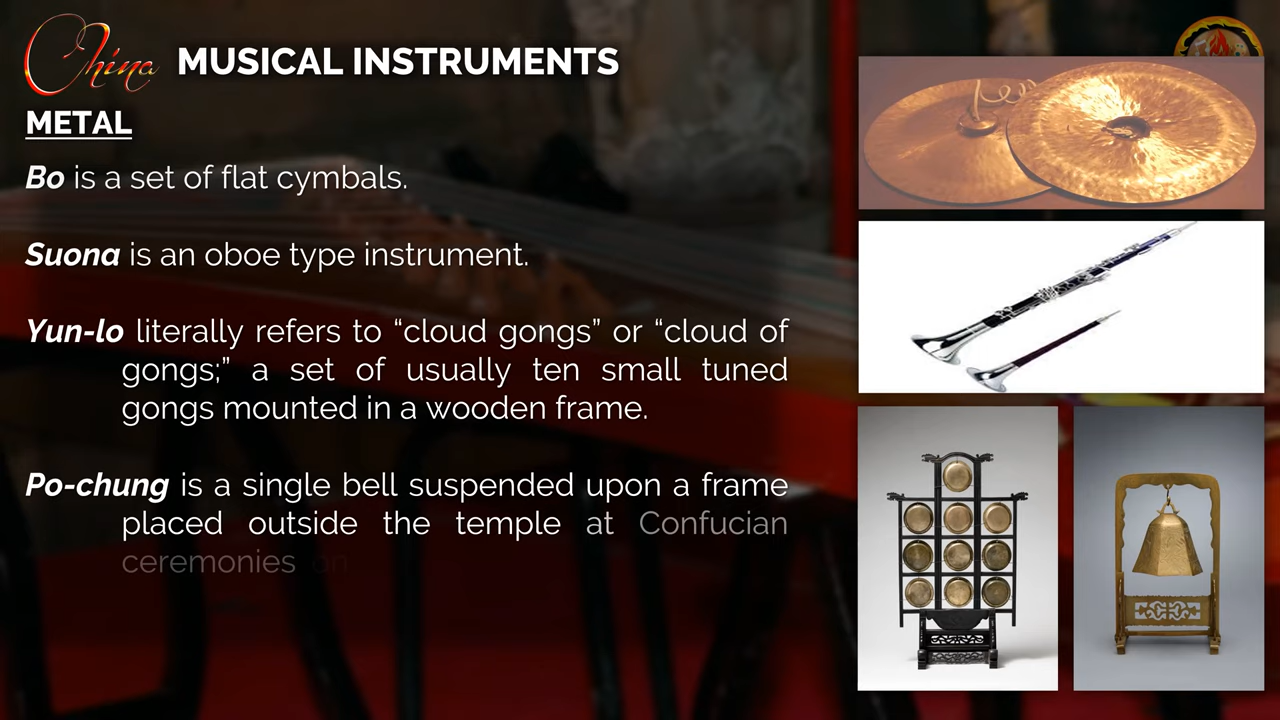 China MUSICAL INSTRUMENTS
METAL
Bo is a set of flat cymbals.
Suona is an oboe type instrument.
Yun-lo literally refers to “cloud gongs” or “cloud of
gongs;” a set of usually ten small tuned
gongs mounted in a wooden frame.
Po-chung is a single bell suspended upon a frame
placed outside the temple at Confucian
ceremonies an